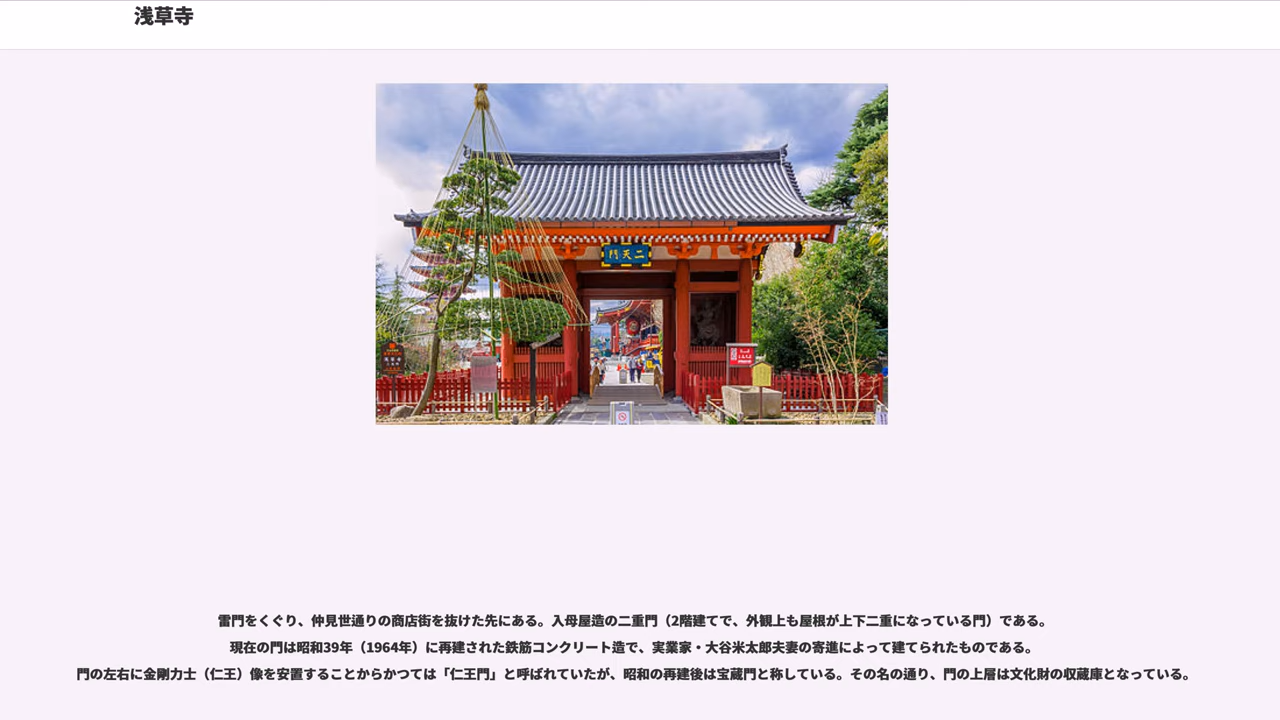 浅草寺
門天二
雷門をくぐり、仲見世通りの商店街を抜けた先にある。入母屋造の二重門（2階建てで、外観上も屋根が上下二重になっている門）である。
現在の門は昭和39年（1964年）に再建された鉄筋コンクリート造で、実業家・大谷米太郎夫妻の寄進によって建てられたものである。
門の左右に金剛力士（仁王）像を安置することからかつては「仁王門」と呼ばれていたが、昭和の再建後は宝蔵門と称している。その名の通り、門の上層は文化財の収蔵庫となっている。